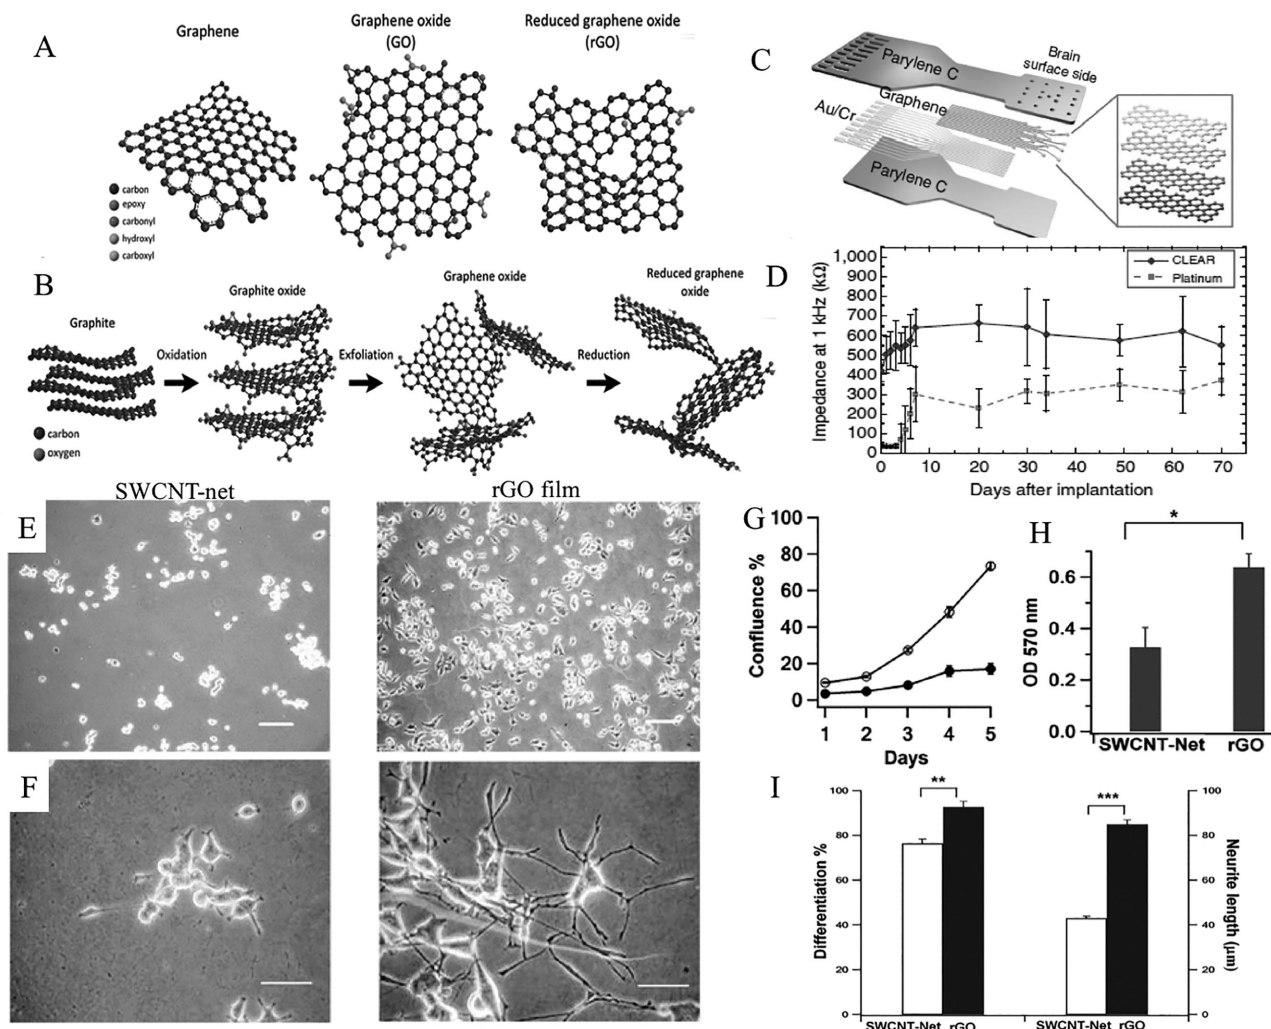 A
Graphene
Graphene oxide
(GO)
Reduced graphene oxide
(rGO)
carbon
epoxy
carbonyl
hydroxyl
carboxyl
B
Graphite
Oxidation
Graphite oxide
Exfoliation
Graphene oxide
Reduction
Reduced graphene
oxide
carbon
oxygen
C
Parylene C
Brain
surface side
Graphene
Au/Cr
Parylene C
D
Impedance at 1 kHz (kΩ)
1,000
900
800
700
600
500
400
300
200
100
0
CLEAR
Platinum
0 10 20 30 40 50 60 70
Days after implantation
SWCNT-net
rGO film
E
F
G
Confluence %
100
80
60
40
20
0
1 2 3 4 5
Days
H
*
OD 570 nm
0.6
0.4
0.2
0.0
SWCNT-Net rGO
I
**
***
Differentiation %
100
80
60
40
20
0
100
80
60
40
20
0
Neurite length (μm)
SWCNT-Net rGO
SWCNT-Net rGO